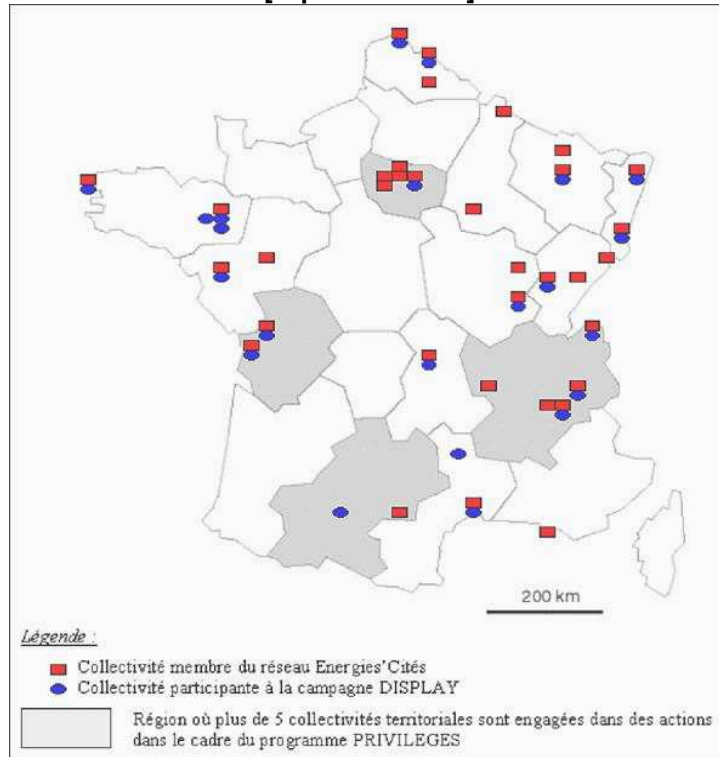 200 km
Légende :
Collectivité membre du réseau Energies'Cités
Collectivité participante à la campagne DISPLAY
Région où plus de 5 collectivités territoriales sont engagées dans des actions
dans le cadre du programme PRIVILEGES